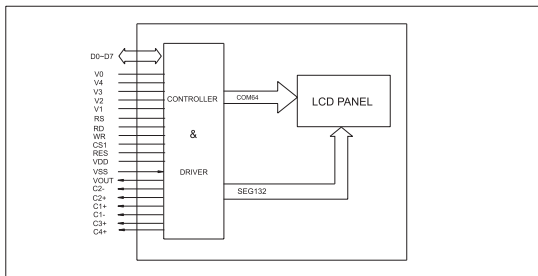 D0~D7
V0
V4
V3
V2
V1
RS
RD
WR
CS1
RES
VDD
VSS
VOUT
C2-
C2+
C1+
C1-
C3+
C4+
CONTROLLER
&
DRIVER
COM64
SEG132
LCD PANEL